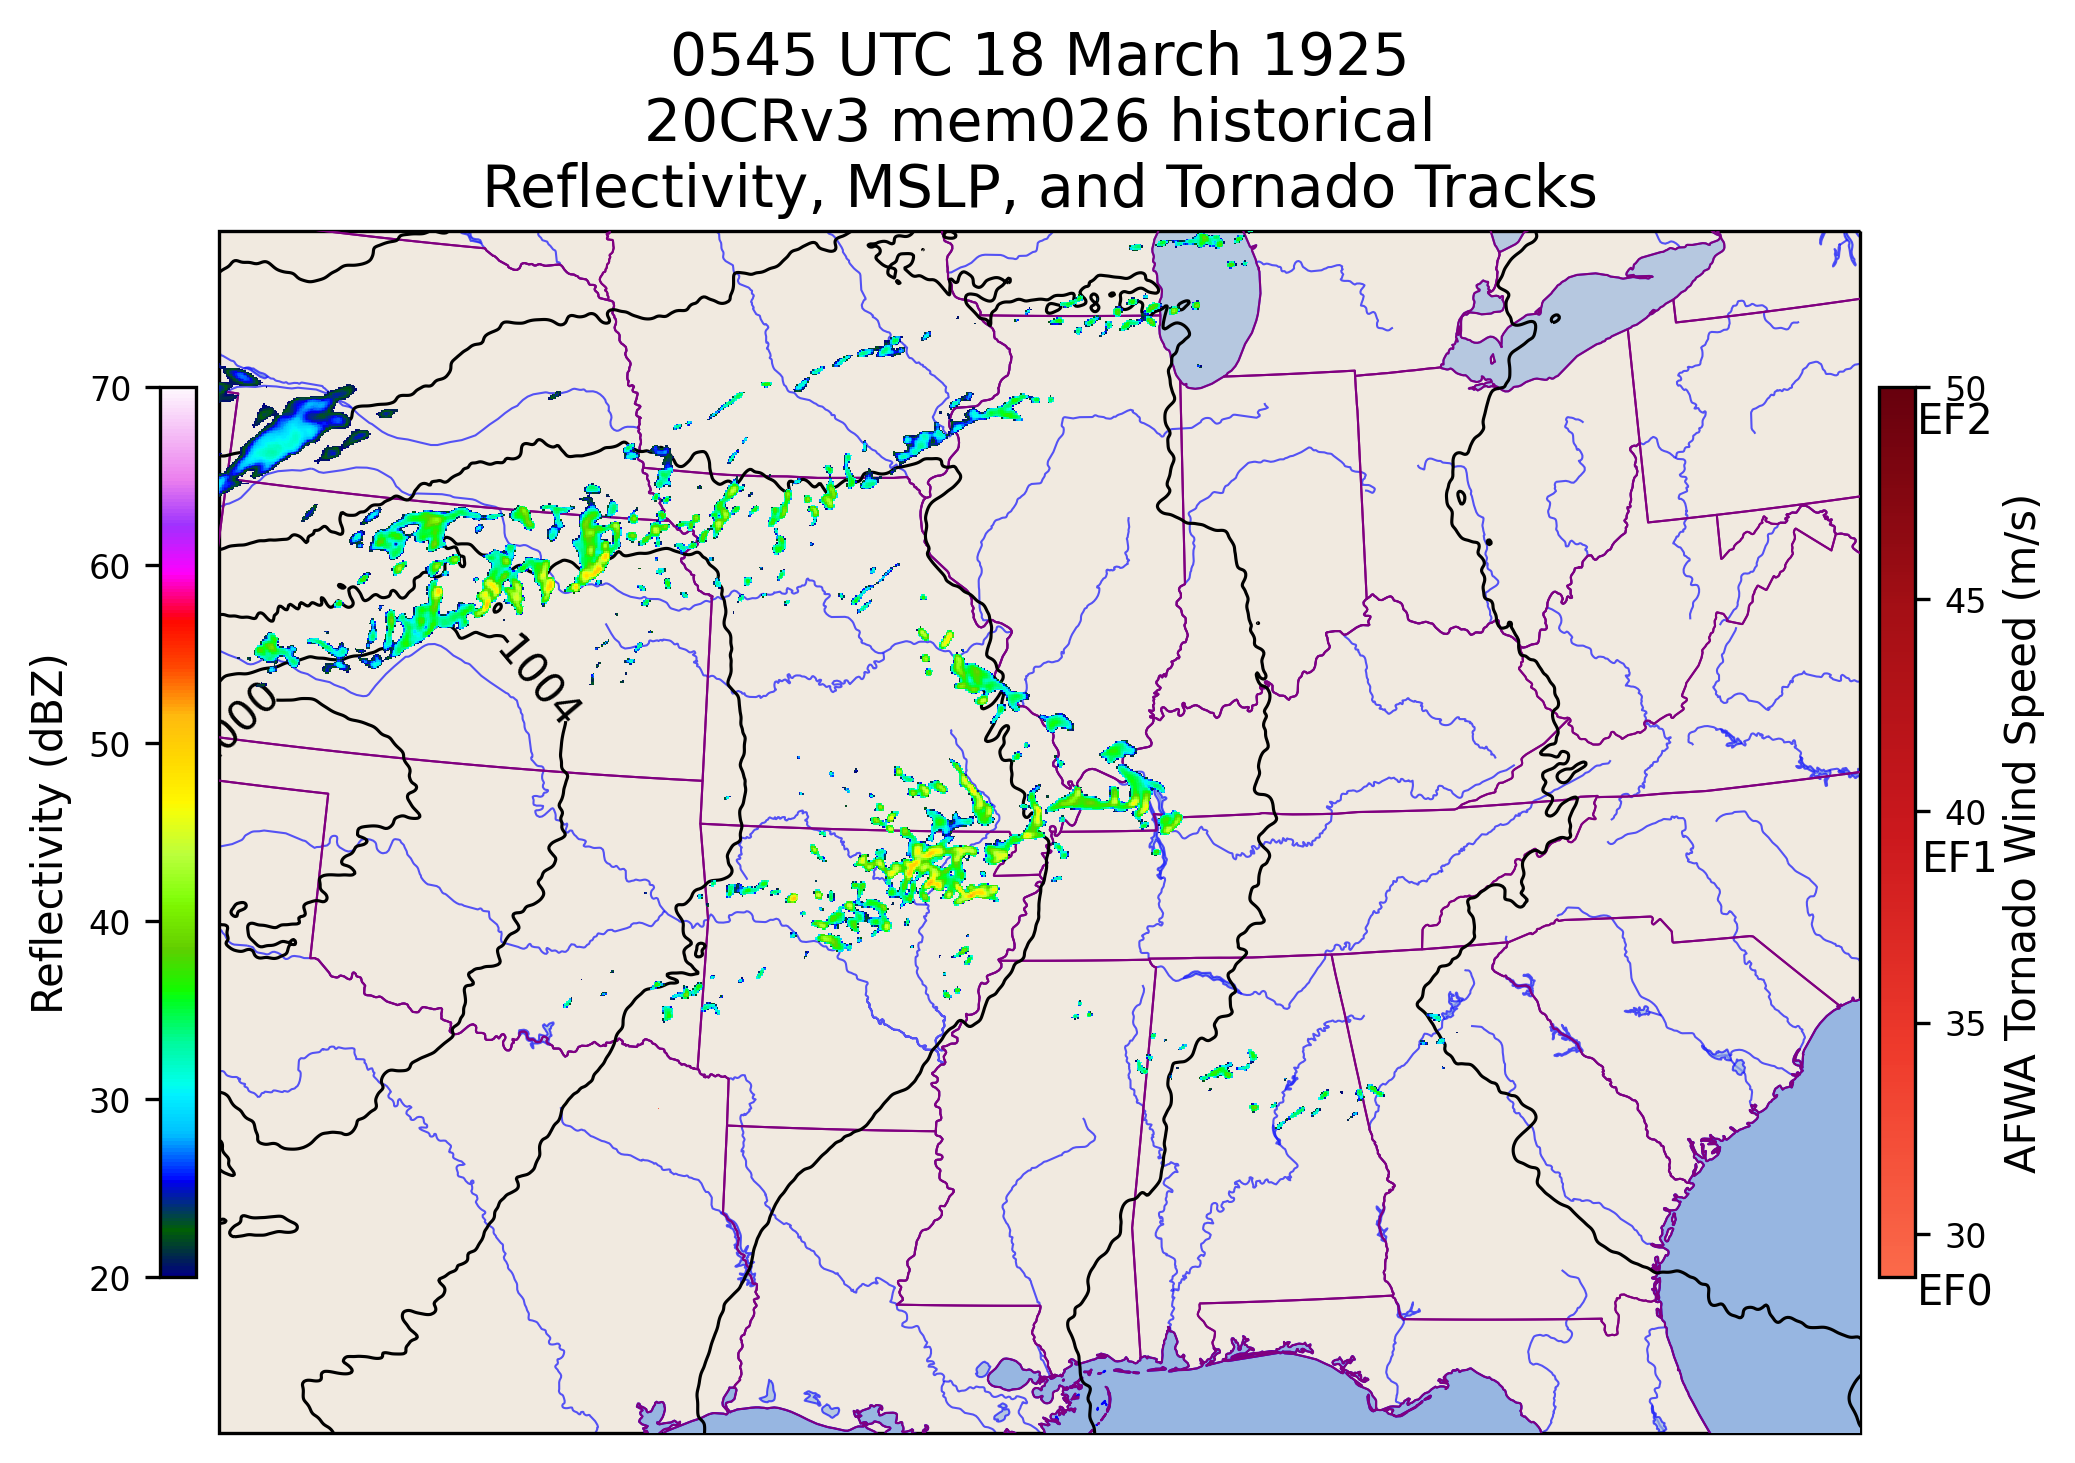 0545 UTC 18 March 1925
20CRv3 mem026 historical
Reflectivity, MSLP, and Tornado Tracks
70
60
50
40
30
20
Reflectivity (dBZ)
1004
000
8
50
EF2
45
40
EF1
35
30
EF0
AFWA Tornado Wind Speed (m/s)